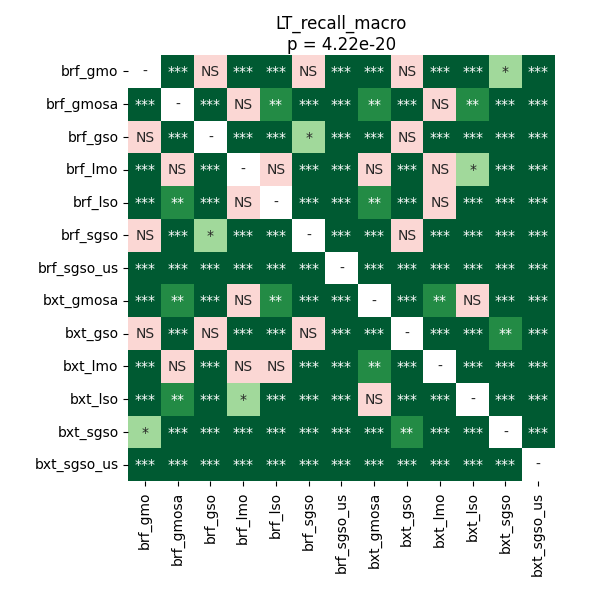 LT_recall_macro
p = 4.22e-20
brf_gmo - *** NS *** *** NS *** *** NS *** *** * ***
brf_gmosa *** - *** NS ** *** *** ** *** NS ** *** ***
brf_gso NS *** - *** *** * *** *** NS *** *** *** ***
brf_lmo *** NS *** - NS *** *** NS *** NS * *** ***
brf_lso *** ** *** NS - *** *** ** *** NS *** *** ***
brf_sgso NS *** * *** *** - *** *** NS *** *** *** ***
brf_sgso_us *** *** *** *** *** *** - *** *** *** *** *** ***
bxt_gmosa *** ** *** NS ** *** *** - *** ** NS *** ***
bxt_gso NS *** NS *** *** NS *** *** - *** *** ** ***
bxt_lmo *** NS *** NS NS *** *** ** *** - *** *** ***
bxt_lso *** ** *** * *** *** *** NS *** *** - *** ***
bxt_sgso * *** *** *** *** *** *** *** ** *** *** - ***
bxt_sgso_us *** *** *** *** *** *** *** *** *** *** *** *** -
brf_gmo
brf_gmosa
brf_gso
brf_lmo
brf_lso
brf_sgso
brf_sgso_us
bxt_gmosa
bxt_gso
bxt_lmo
bxt_lso
bxt_sgso
bxt_sgso_us